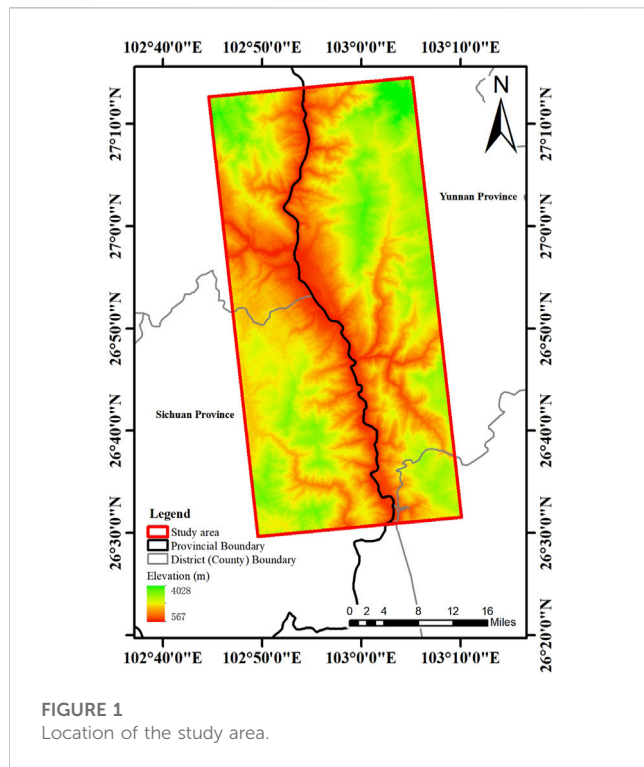 102°40'0"E 102°50'0"E 103°0'0"E 103°10'0"E
N
27°10'0"N 27°10'0"N
Yunnan Province
27°0'0"N 27°0'0"N
26°50'0"N 26°50'0"N
Sichuan Province
26°40'0"N 26°40'0"N
Legend
Study area
Provincial Boundary
District (County) Boundary
Elevation (m)
4028
567
26°30'0"N 26°30'0"N
0 2 4 8 12 16
Miles
26°20'0"N
102°40'0"E 102°50'0"E 103°0'0"E 103°10'0"E
FIGURE 1
Location of the study area.